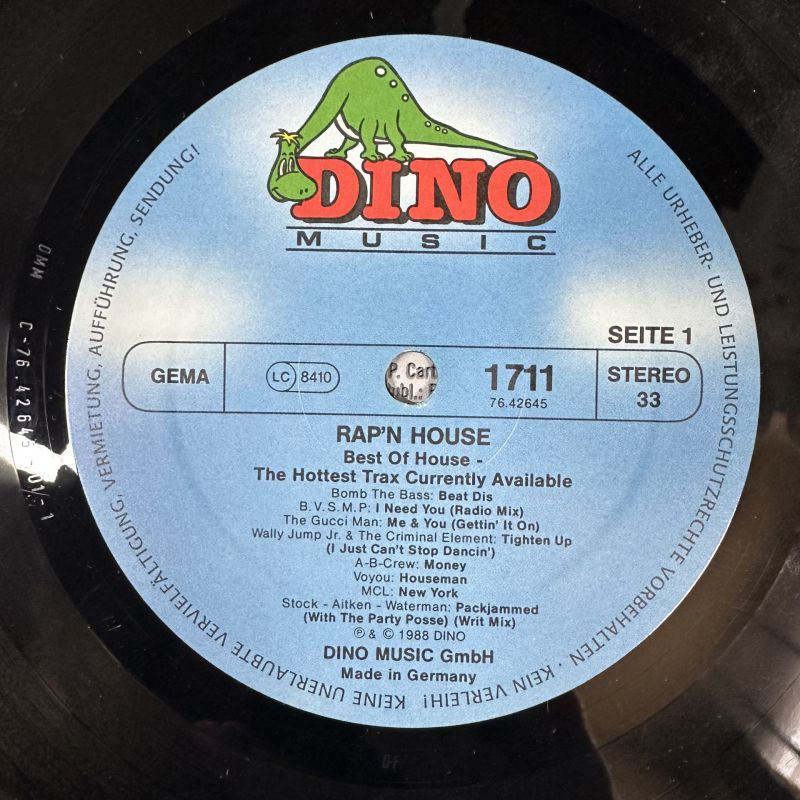 DINO
MUSIC
ALLE URHEBER- UND LEISTUNGSSCHUTZRECHTE VORBEHALTEN · KEIN VERLEIH! KEINE UNERLAUBTE VERVIELFÄLTIGUNG, VERMIETUNG, AUFFÜHRUNG, SENDUNG!
SEITE 1
GEMA
LC 8410
P. Cart
ubl.:
1711
76.42645
STEREO
33
RAP'N HOUSE
Best Of House -
The Hottest Trax Currently Available
Bomb The Bass: Beat Dis
B.V.S.M.P: I Need You (Radio Mix)
The Gucci Man: Me & You (Gettin' It On)
Wally Jump Jr. & The Criminal Element: Tighten Up
(I Just Can't Stop Dancin')
A-B-Crew: Money
Voyou: Houseman
MCL: New York
Stock - Aitken - Waterman: Packjammed
(With The Party Posse) (Writ Mix)
Ⓟ & © 1988 DINO
DINO MUSIC GmbH
Made in Germany
DMM